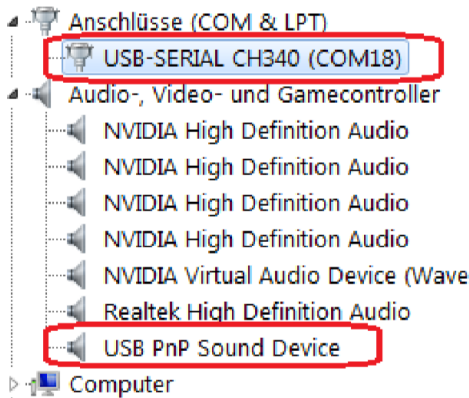 Anschlüsse (COM & LPT)
USB-SERIAL CH340 (COM18)
Audio-, Video- und Gamecontroller
NVIDIA High Definition Audio
NVIDIA High Definition Audio
NVIDIA High Definition Audio
NVIDIA High Definition Audio
NVIDIA Virtual Audio Device (Wave
Realtek High Definition Audio
USB PnP Sound Device
Computer